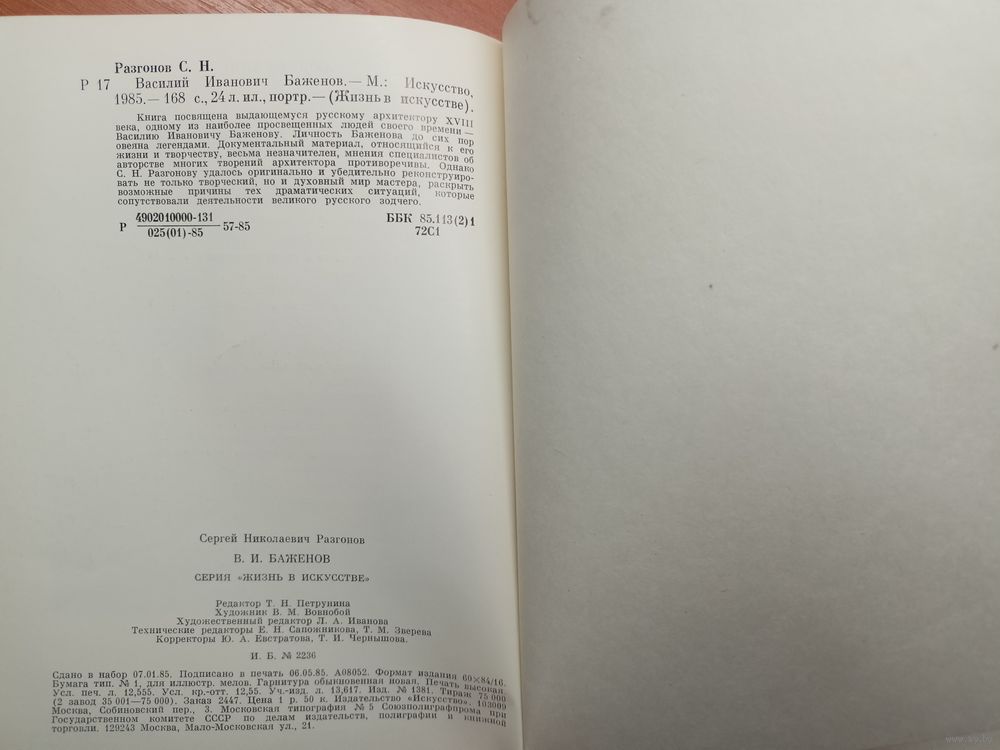 Разгонов С. Н.
Р 17 Василий Иванович Баженов.— М.: Искусство,
1985.— 168 с., 24 л. ил., портр.— (Жизнь в искусстве).
Книга посвящена выдающемуся русскому архитектору XVIII
века, одному из наиболее просвещенных людей своего времени —
Василию Ивановичу Баженову. Личность Баженова до сих пор
овеяна легендами. Документальный материал, относящийся к его
жизни и творчеству, весьма незначителен, мнения специалистов об
авторстве многих творений архитектора противоречивы. Однако
С. Н. Разгонову удалось оригинально и убедительно реконструиро-
вать не только творческий, но и духовный мир мастера, раскрыть
возможные причины тех драматических ситуаций, которые
сопутствовали деятельности великого русского зодчего.
Р 4902010000-131
025(01)-85 57-85
ББК 85.113(2)1
72С1
Сергей Николаевич Разгонов
В. И. БАЖЕНОВ
СЕРИЯ «ЖИЗНЬ В ИСКУССТВЕ»
Редактор Т. Н. Петрунина
Художник В. М. Вовнобой
Художественный редактор Л. А. Иванова
Технические редакторы Е. Н. Сапожникова, Т. М. Зверева
Корректоры Ю. А. Евстратова, Т. И. Чернышова.
И. Б. № 2236
Сдано в набор 07.01.85. Подписано в печать 06.05.85. А08052. Формат издания 60×84/16.
Бумага тип. № 1, для иллюстр. мелов. Гарнитура обыкновенная новая. Печать высокая.
Усл. печ. л. 12,555. Усл. кр.-отт. 12,55. Уч.-изд. л. 13,617. Изд. № 1381. Тираж 75 000
(2 завод 35 001—75 000). Заказ 2447. Цена 1 р. 50 к. Издательство «Искусство», 103009
Москва, Собиновский пер., 3. Московская типография № 5 Союзполиграфпрома при
Государственном комитете СССР по делам издательств, полиграфии и книжной
торговли. 129243 Москва, Мало-Московская ул., 21.